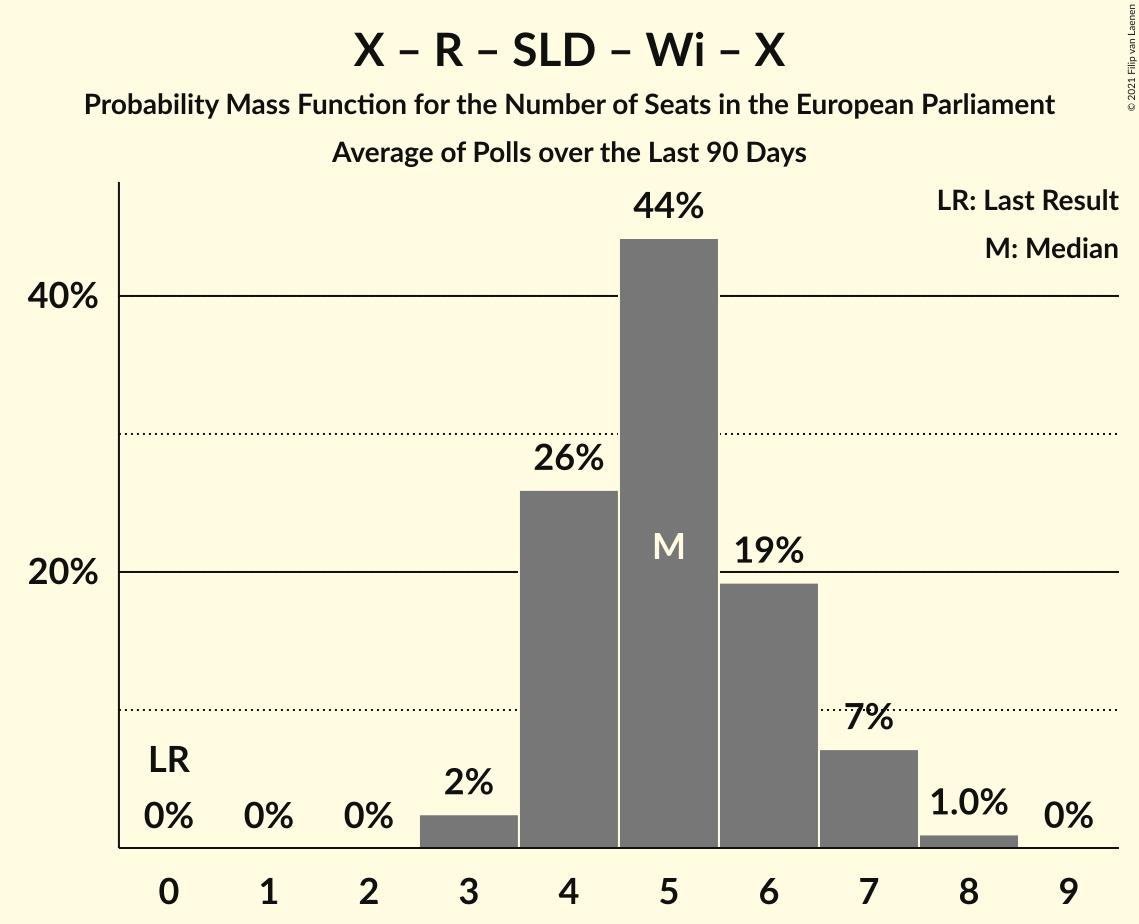 X – R – SLD – Wi – X
Probability Mass Function for the Number of Seats in the European Parliament
Average of Polls over the Last 90 Days
© 2021 Filip van Laenen
LR: Last Result
M: Median
44%
40%
26%
M
19%
20%
7%
LR
2%
1.0%
0% 0% 0% 0%
0 1 2 3 4 5 6 7 8 9